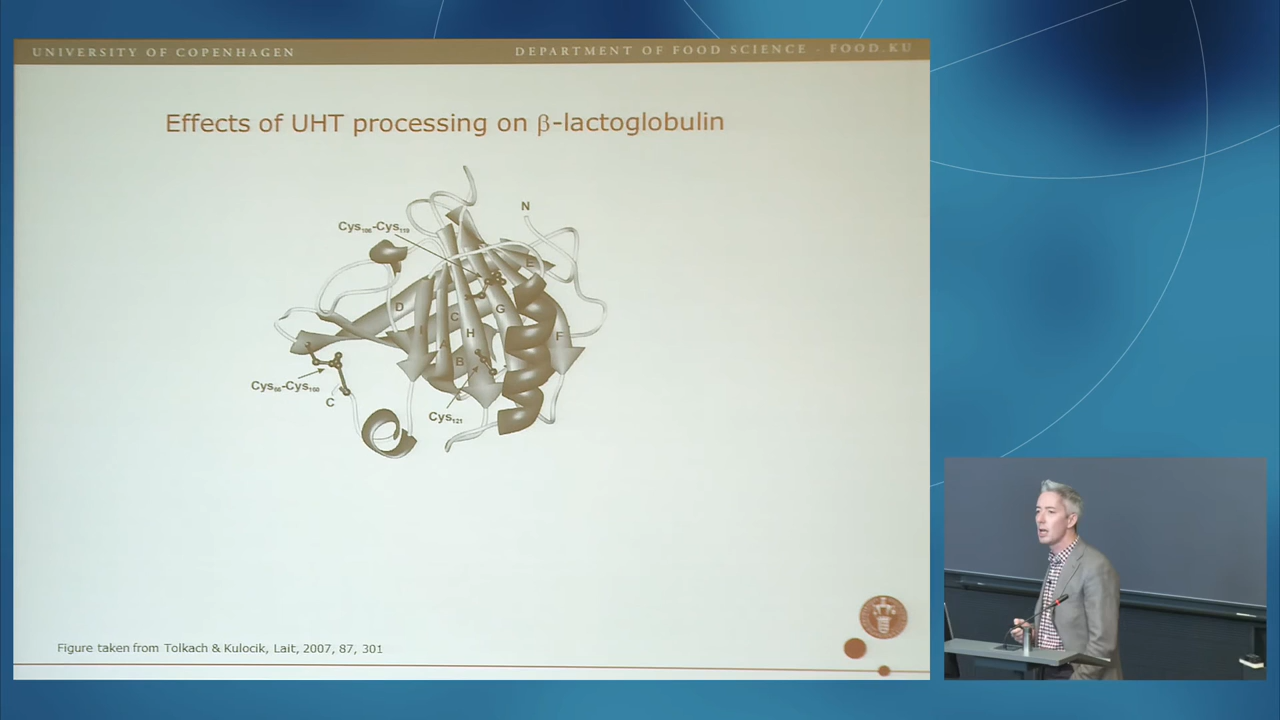 UNIVERSITY OF COPENHAGEN
DEPARTMENT OF FOOD SCIENCE - FOOD.KU
Effects of UHT processing on β-lactoglobulin
N
Cys106-Cys119
E
D
C
G
I
H
F
A
B
Cys66-Cys160
C
Cys121
Figure taken from Tolkach & Kulocik, Lait, 2007, 87, 301